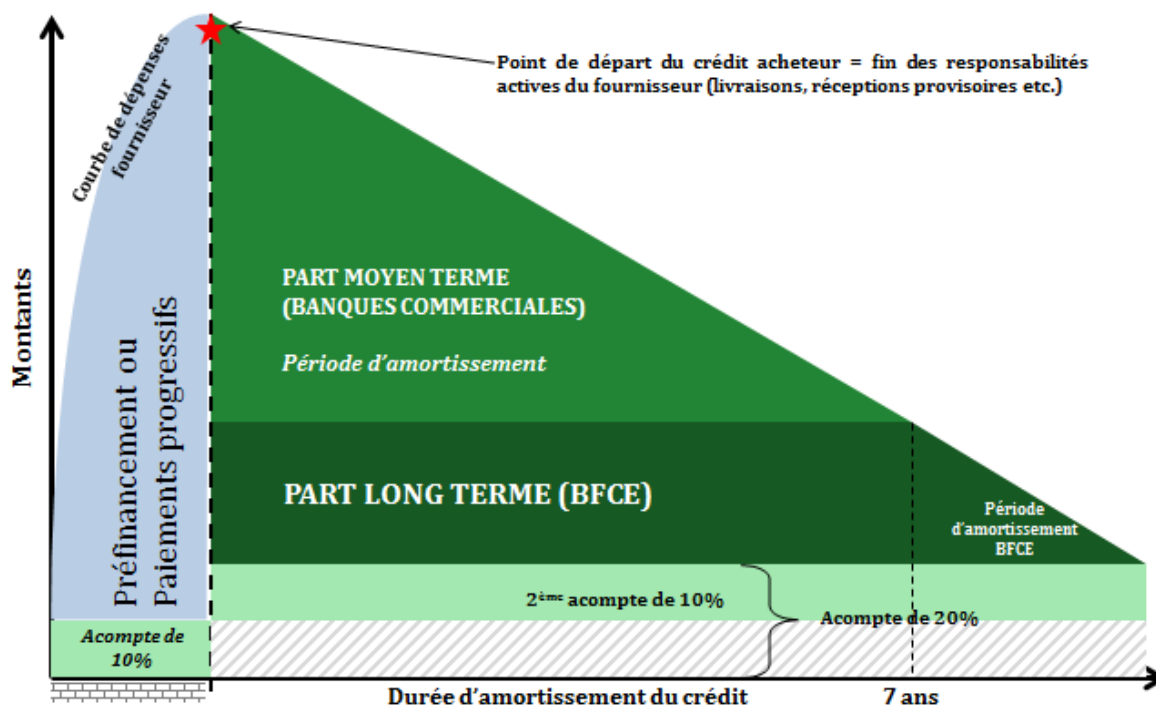 Point de départ du crédit acheteur = fin des responsabilités
actives du fournisseur (livraisons, réceptions provisoires etc.)
Courbe de dépenses
fournisseur
Montants
Préfinancement ou
Paiements progressifs
PART MOYEN TERME
(BANQUES COMMERCIALES)
Période d'amortissement
PART LONG TERME (BFCE)
Période
d'amortissement
BFCE
2ème acompte de 10%
Acompte de 20%
Acompte de
10%
Durée d'amortissement du crédit
7 ans